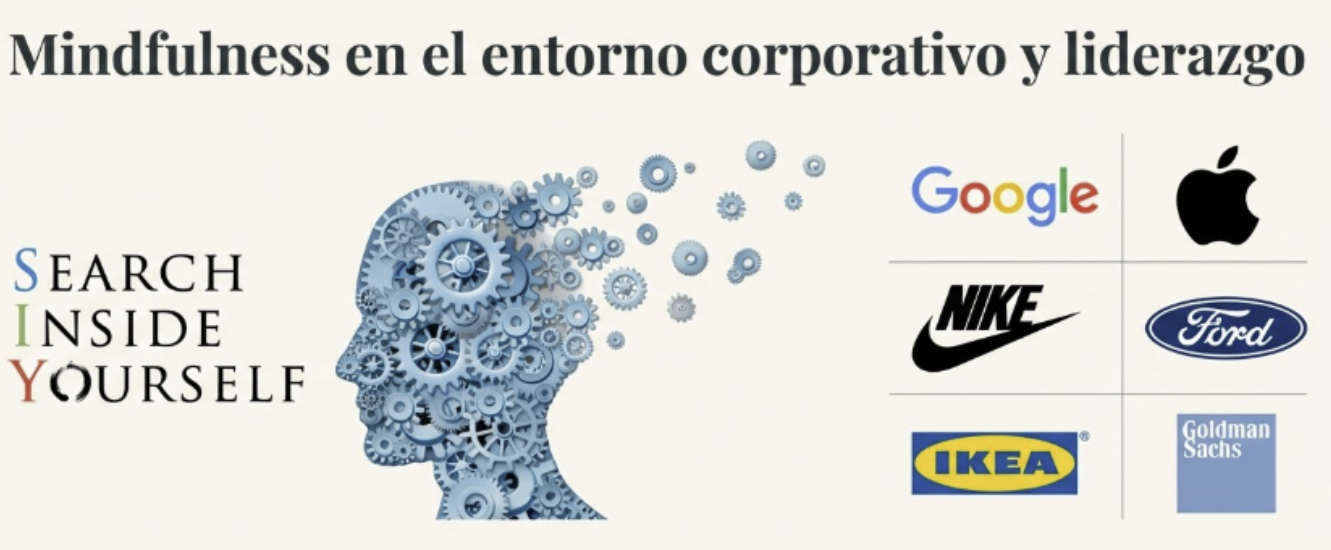 Mindfulness en el entorno corporativo y liderazgo
SEARCH
INSIDE
YOURSELF
Google
NIKE
Ford
IKEA®
Goldman
Sachs